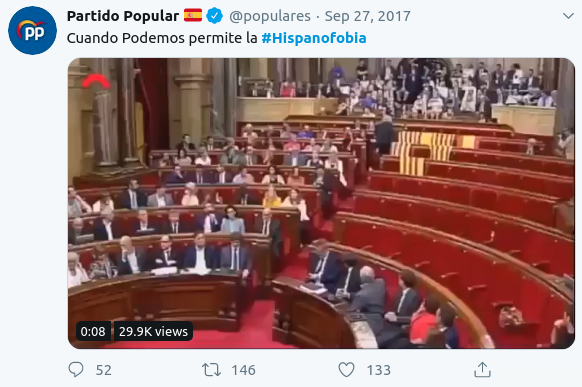 Partido Popular @populares · Sep 27, 2017
Cuando Podemos permite la #Hispanofobia
PP
0:08 29.9K views
52 146 133